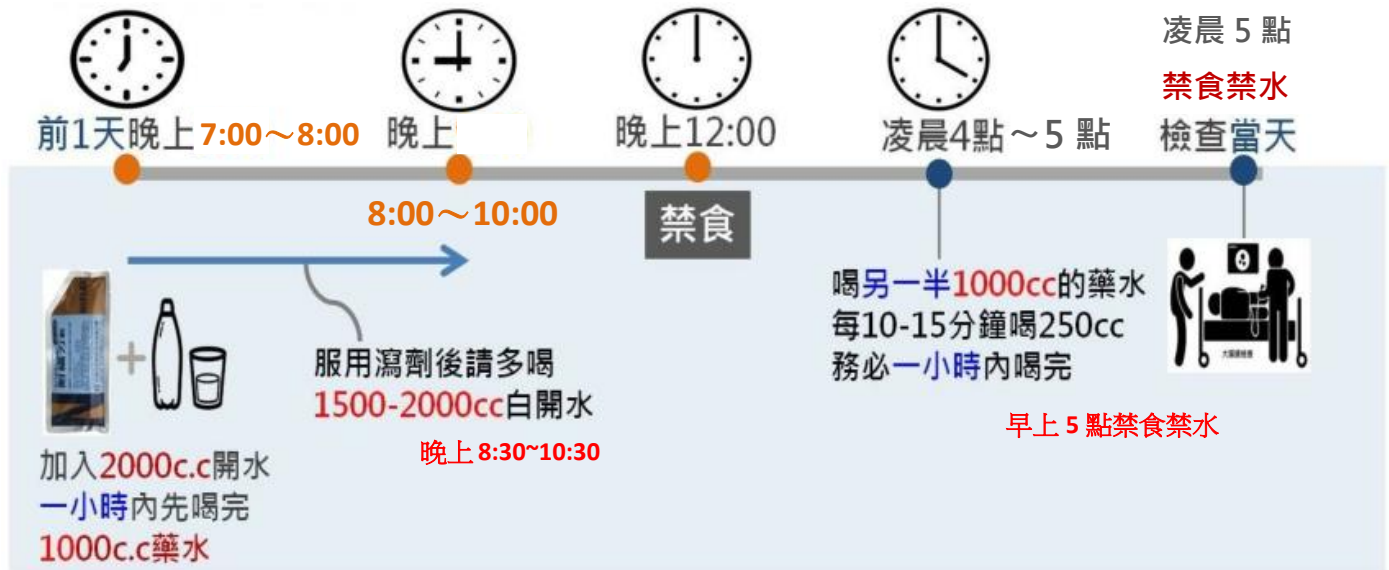 前1天晚上 7:00～8:00
晚上
8:00～10:00
晚上12:00
禁食
凌晨4點～5 點
凌晨 5 點
禁食禁水
檢查當天
加入2000c.c開水
一小時內先喝完
1000c.c藥水
服用瀉劑後請多喝
1500-2000cc白開水
晚上 8:30~10:30
喝另一半1000cc的藥水
每10-15分鐘喝250cc
務必一小時內喝完
大腸鏡檢查
早上 5 點禁食禁水